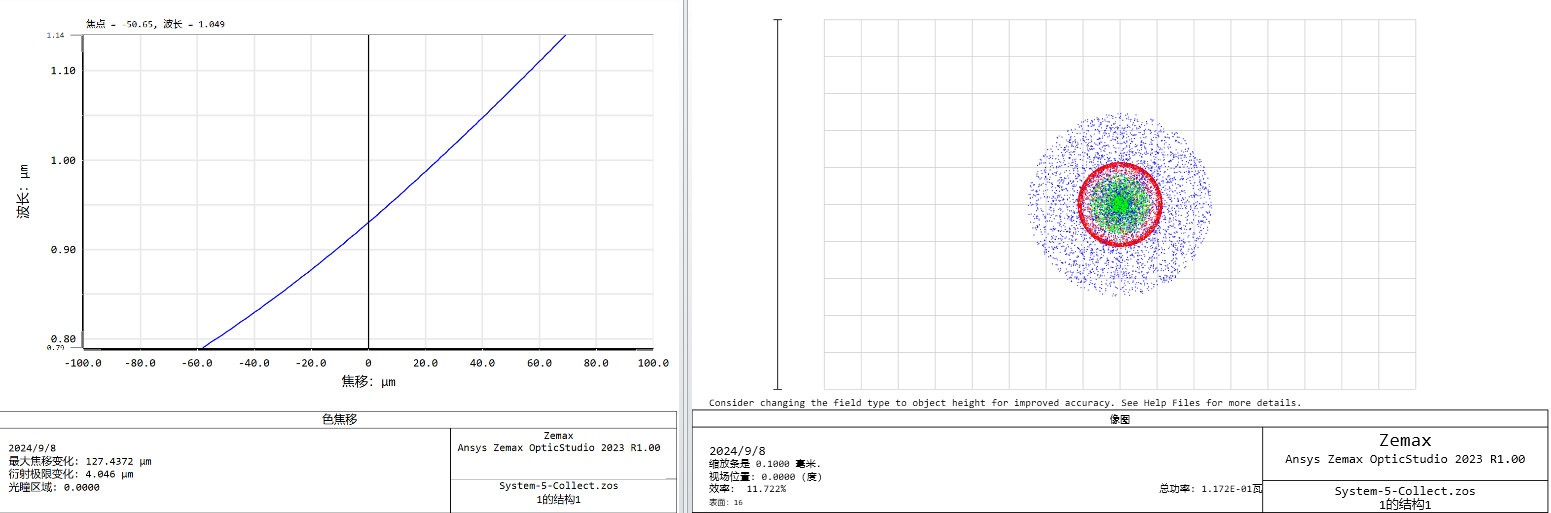 焦点 = -50.65, 波长 = 1.049
1.14
1.10
1.00
0.90
0.80
0.79
波长: µm
-100.0 -80.0 -60.0 -40.0 -20.0 0 20.0 40.0 60.0 80.0 100.0
焦移: µm
色焦移
2024/9/8
最大焦移变化: 127.4372 µm
衍射极限变化: 4.046 µm
光瞳区域: 0.0000
Zemax
Ansys Zemax OpticStudio 2023 R1.00
System-5-Collect.zos
1的结构1
Consider changing the field type to object height for improved accuracy. See Help Files for more details.
像图
2024/9/8
缩放条是 0.1000 毫米.
视场位置: 0.0000 (度)
效率: 11.722%
表面: 16
总功率: 1.172E-01瓦
Zemax
Ansys Zemax OpticStudio 2023 R1.00
System-5-Collect.zos
1的结构1